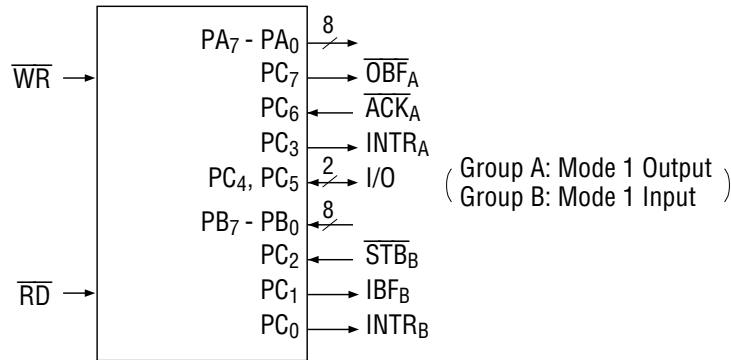 PA7 - PA0 8
WR PC7 OBFA
PC6 ACKA
PC3 INTRA
PC4, PC5 2 I/O
(Group A: Mode 1 Output
Group B: Mode 1 Input)
PB7 - PB0 8
PC2 STBB
RD PC1 IBFB
PC0 INTRB